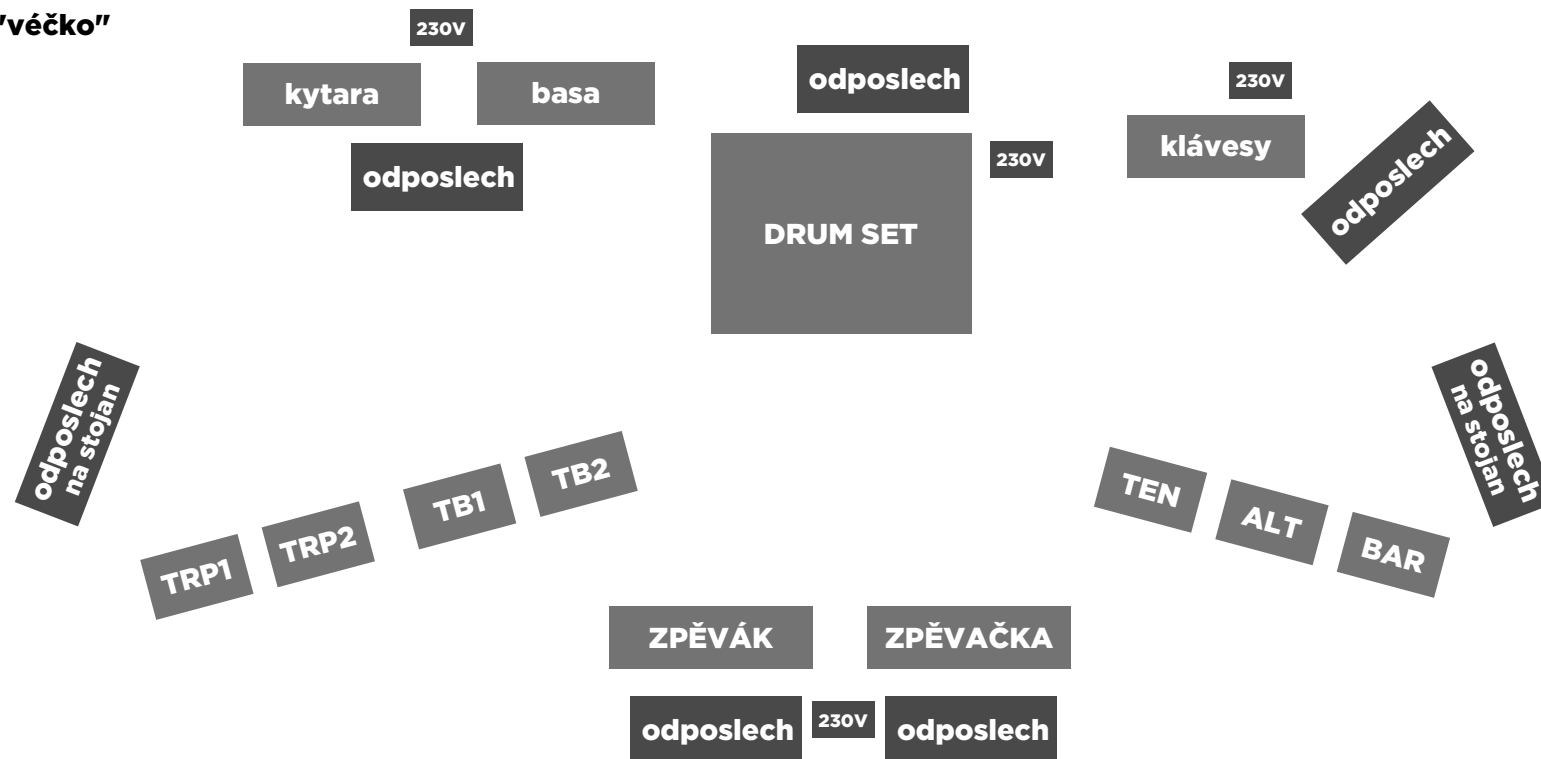 "véčko"
230V
kytara
basa
odposlech
odposlech
DRUM SET
230V
230V
klávesy
odposlech
odposlech
na stojan
TRP1
TRP2
TB1
TB2
TEN
ALT
BAR
odposlech
na stojan
ZPĚVÁK
ZPĚVAČKA
odposlech
230V
odposlech